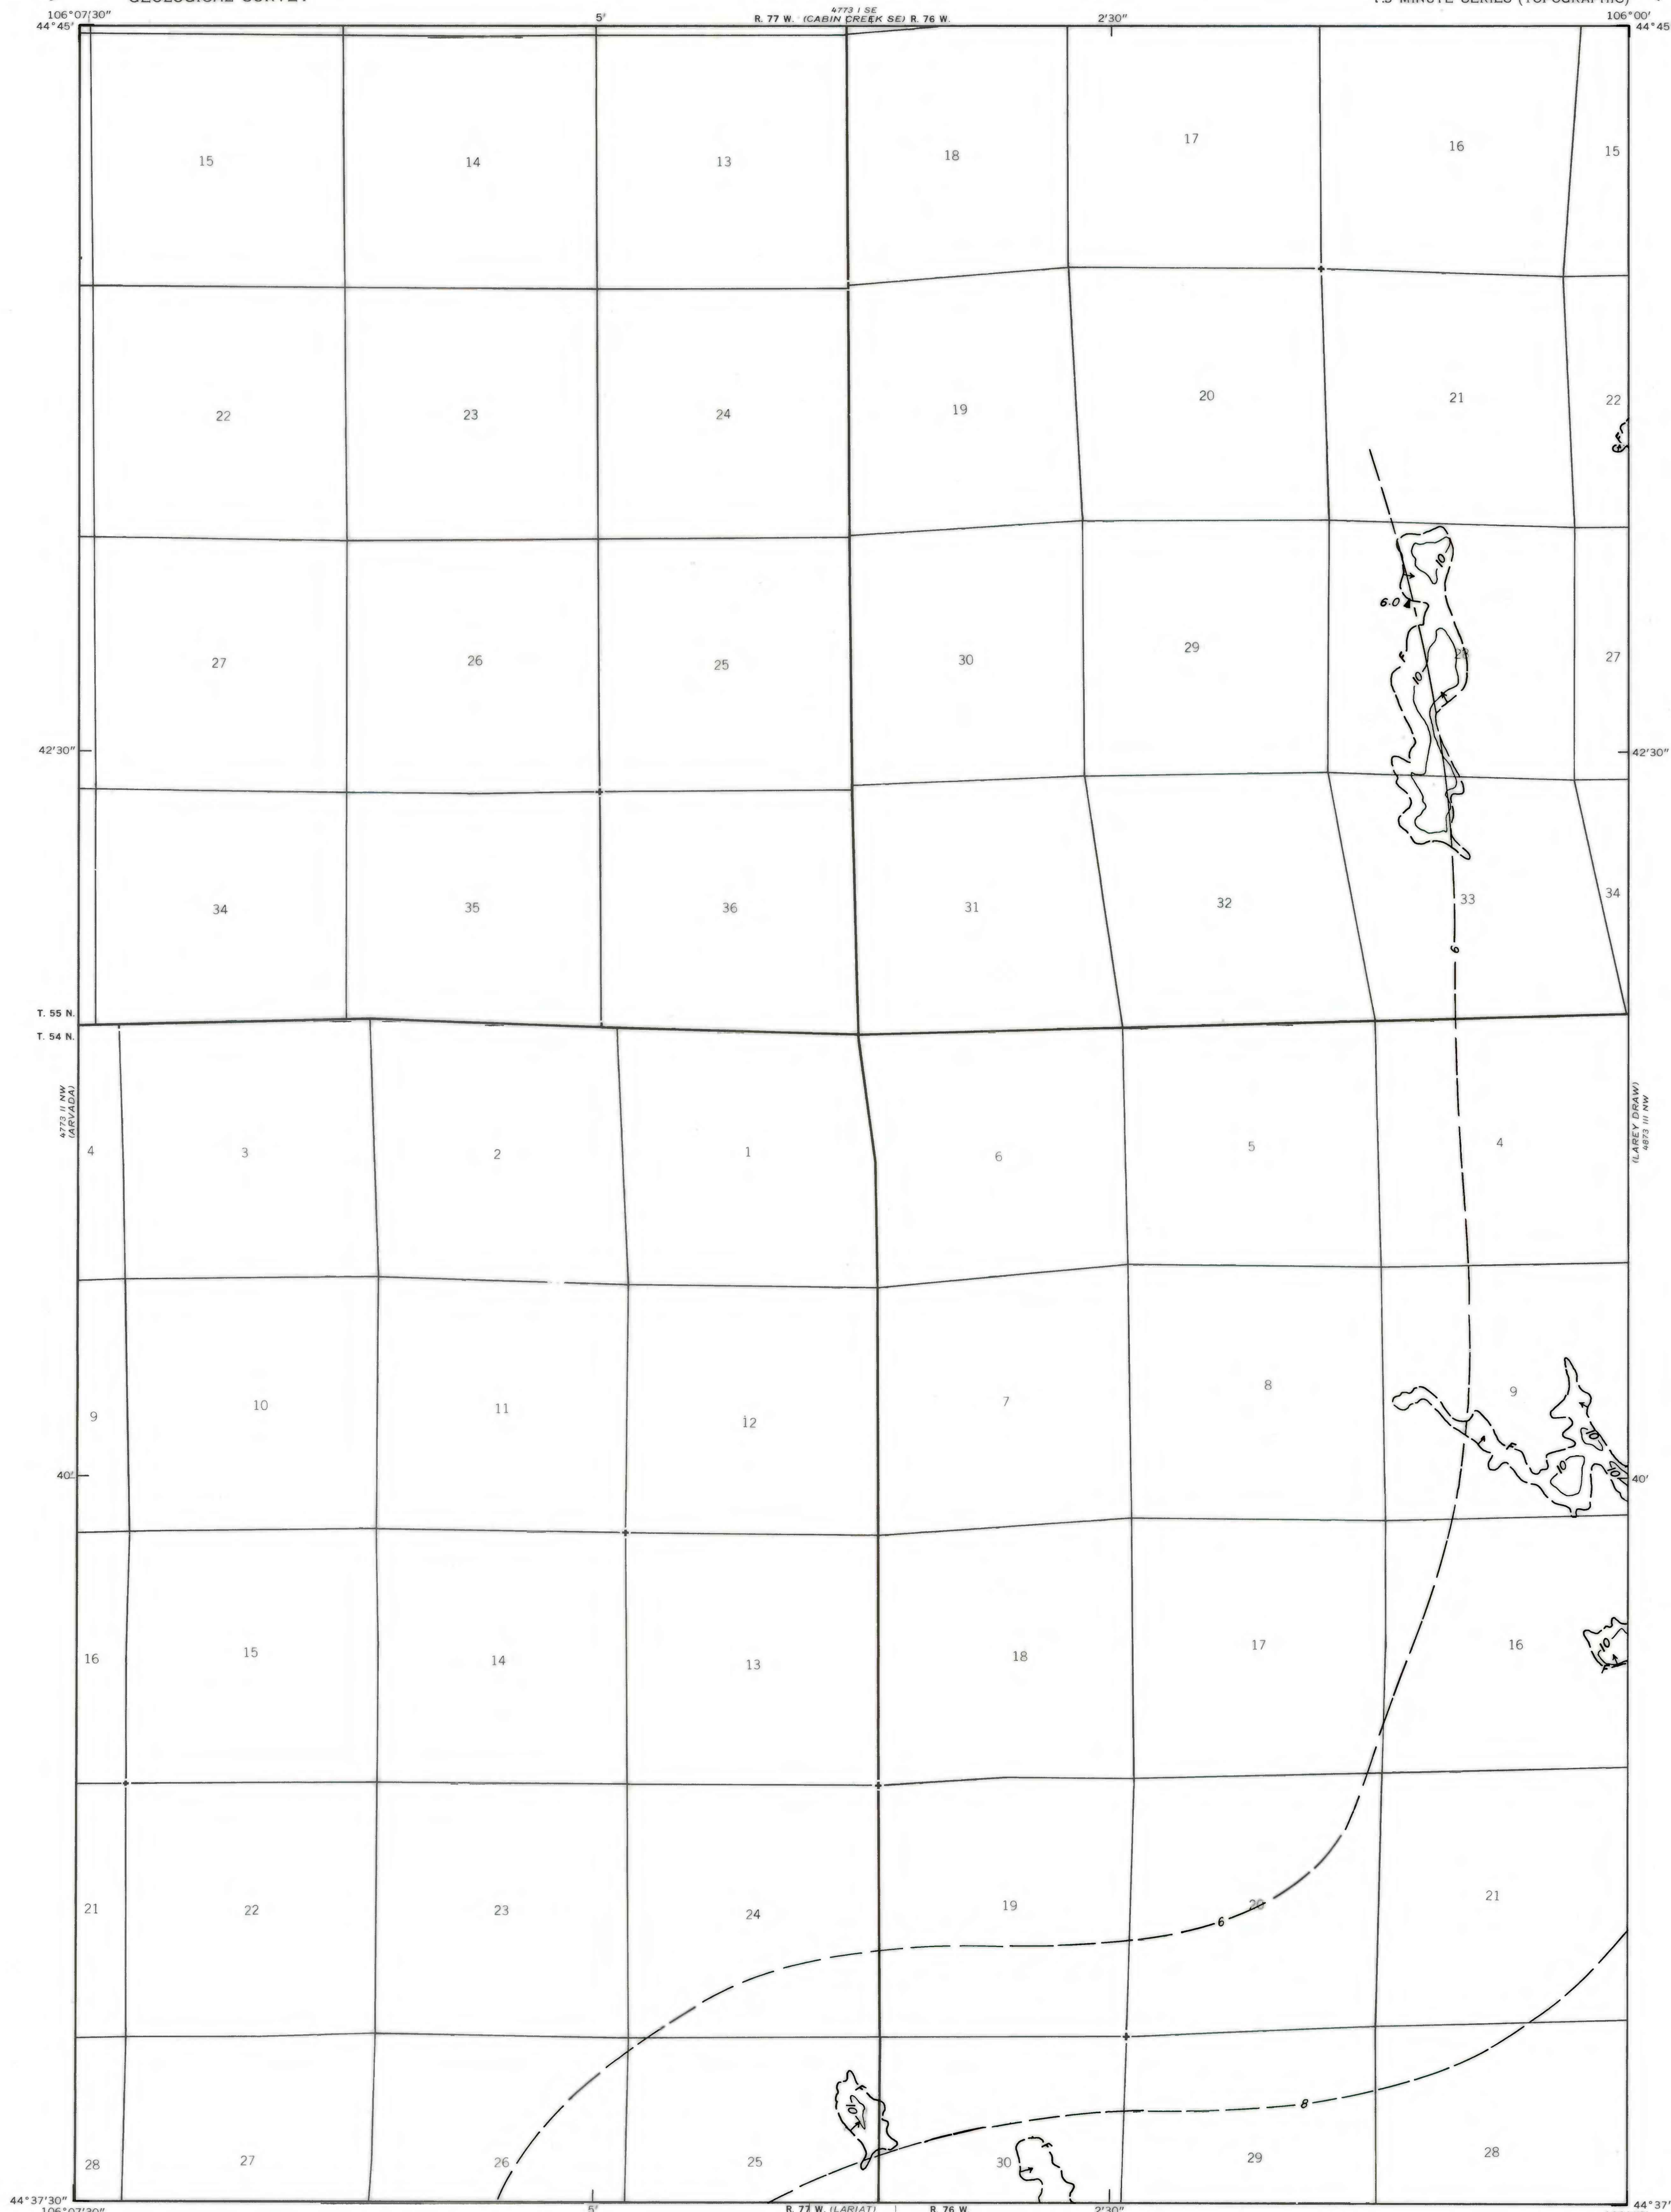 GEOLOGICAL SURVEY
7.5 MINUTE SERIES (TOPOGRAPHIC)
4773 I SE
106°07'30" 5' R. 77 W. (CABIN CREEK SE) R. 76 W. 2'30" 106°00'
44°45' 44°45'
15 14 13 18 17 16 15
22 23 24 19 20 21 22
F
10
6.0
27 26 25 30 29 28 27
F
10
42'30" 42'30"
34 35 36 31 32 33 34
6
T. 55 N.
T. 54 N.
4773 II NW
(ARVADA)
(LAREY DRAW)
4873 III NW
4 3 2 1 6 5 4
9 10 11 12 7 8 9
F 10 10 10
40' 40'
16 15 14 13 18 17 16
10
F
21 22 23 24 19 20 21
6
8
F
10
F
28 27 26 25 30 29 28
44°37'30" 44°37'
106°07'30" 5' R. 77 W. (LARIAT) R. 76 W. 2'30"